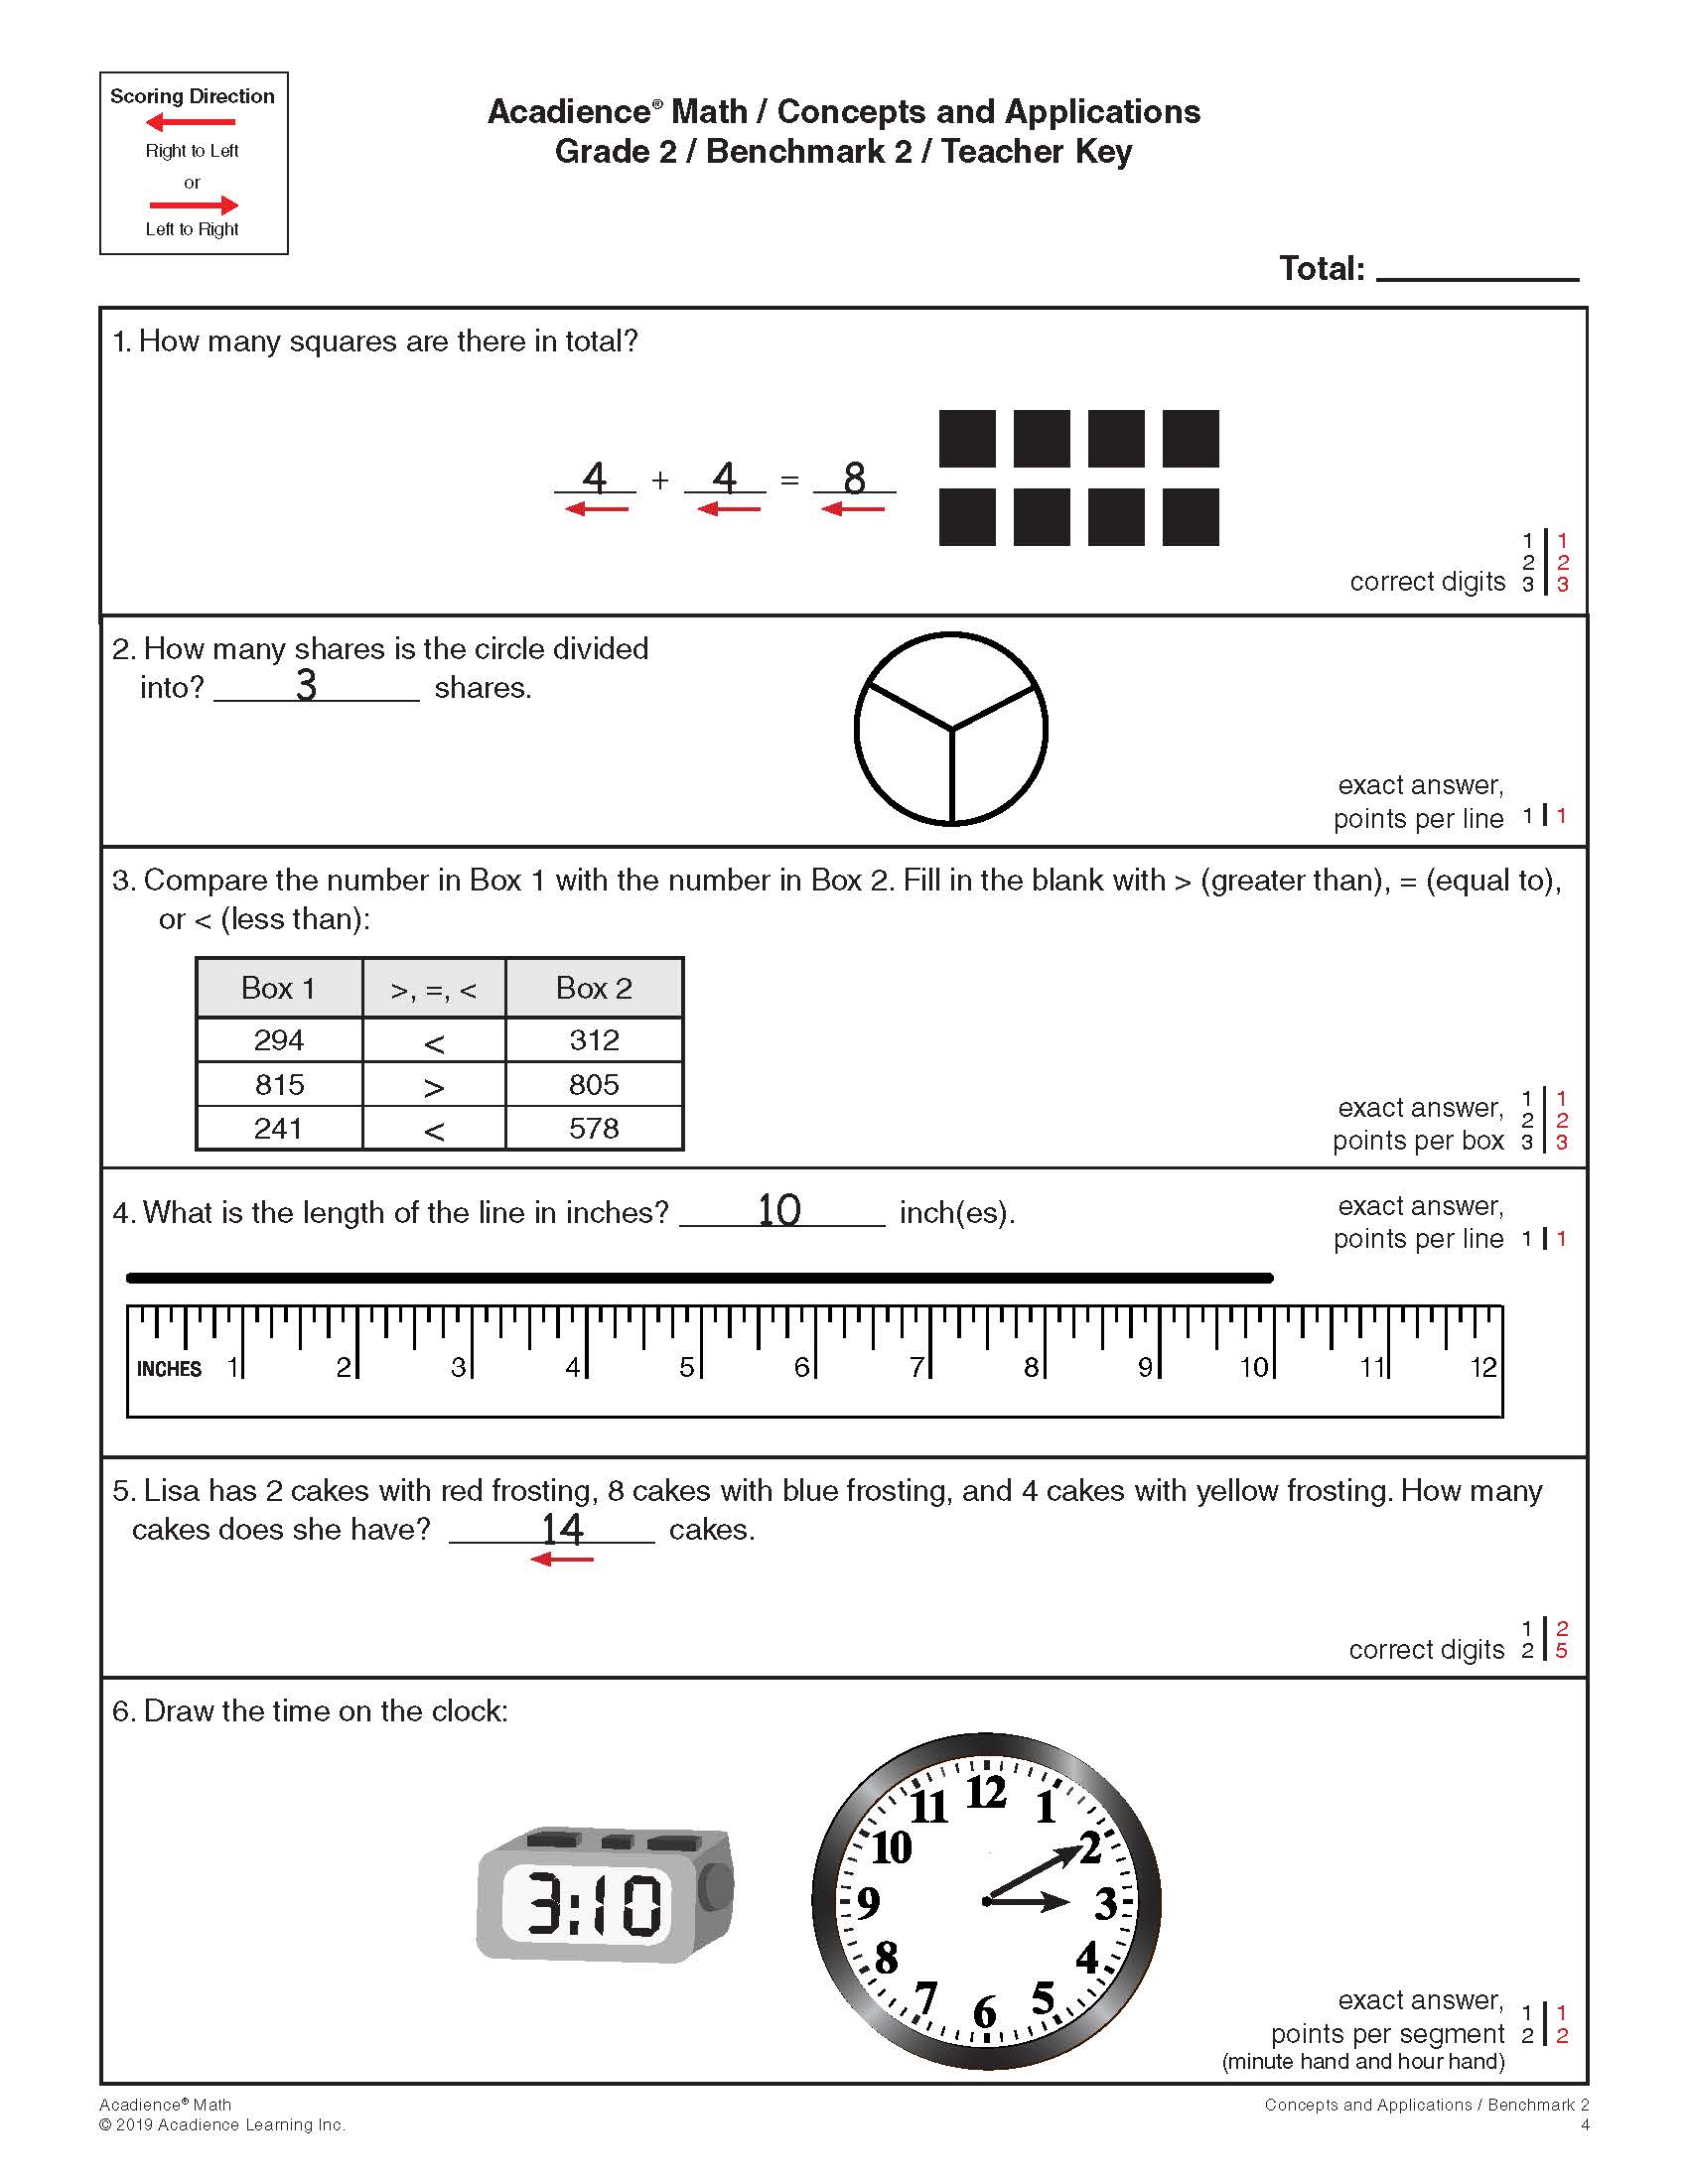 Scoring Direction
Right to Left
or
Left to Right
Acadience® Math / Concepts and Applications
Grade 2 / Benchmark 2 / Teacher Key
Total:
1. How many squares are there in total?
4 + 4 = 8
1 1
2 2
correct digits 3 3
2. How many shares is the circle divided
into? 3 shares.
exact answer,
points per line 1 1
3. Compare the number in Box 1 with the number in Box 2. Fill in the blank with > (greater than), = (equal to),
or < (less than):
Box 1 >, =, < Box 2
294 < 312
815 > 805
241 < 578
1 1
exact answer, 2 2
points per box 3 3
4. What is the length of the line in inches? 10 inch(es).
exact answer,
points per line 1 1
INCHES 1 2 3 4 5 6 7 8 9 10 11 12
5. Lisa has 2 cakes with red frosting, 8 cakes with blue frosting, and 4 cakes with yellow frosting. How many
cakes does she have? 14 cakes.
1 2
correct digits 2 5
6. Draw the time on the clock:
3:10
12
11 1
10 2
9 3
8 4
7 5
6
exact answer, 1 1
points per segment 2 2
(minute hand and hour hand)
Acadience® Math
© 2019 Acadience Learning Inc.
Concepts and Applications / Benchmark 2
4